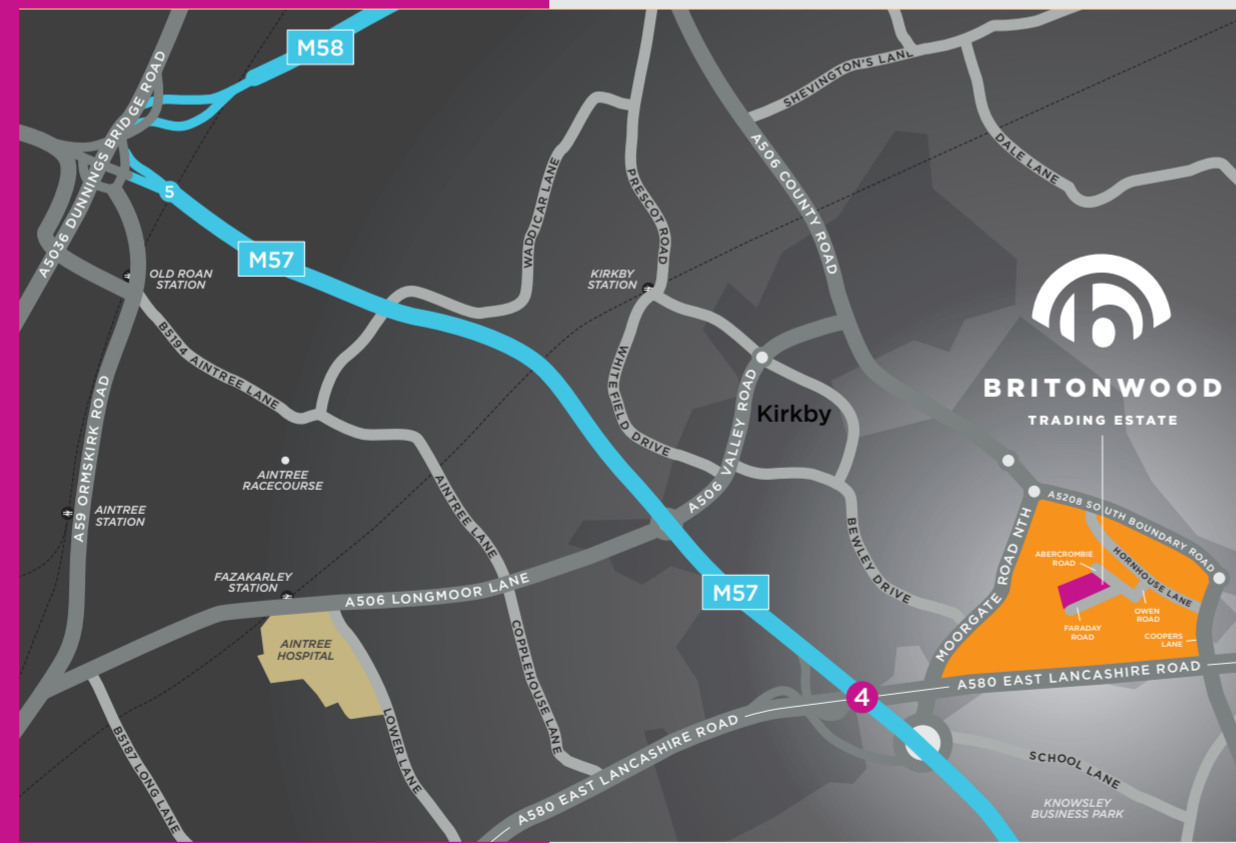 M58
SHEVINGTON'S LANE
A5036 DUNNINGS BRIDGE ROAD
DALE LANE
A506 COUNTY ROAD
WADDICAR LANE
PRESCOT ROAD
5
M57
OLD ROAN
STATION
KIRKBY
STATION
B5194 AINTREE LANE
WHITEFIELD DRIVE
b
BRITONWOOD
TRADING ESTATE
Kirkby
A506 VALLEY ROAD
A59 ORMSKIRK ROAD
AINTREE
RACECOURSE
AINTREE
STATION
AINTREE LANE
A5208 SOUTH BOUNDARY ROAD
MOORGATE ROAD NTH
BEWLEY DRIVE
ABERCROMBIE
ROAD
HORNHOUSE LANE
OWEN
ROAD
FARADAY
ROAD
COOPERS
LANE
FAZAKARLEY
STATION
A506 LONGMOOR LANE
M57
AINTREE
HOSPITAL
COPPLEHOUSE LANE
A580 EAST LANCASHIRE ROAD
4
B5187 LONG LANE
LOWER LANE
A580 EAST LANCASHIRE ROAD
SCHOOL LANE
KNOWSLEY
BUSINESS PARK